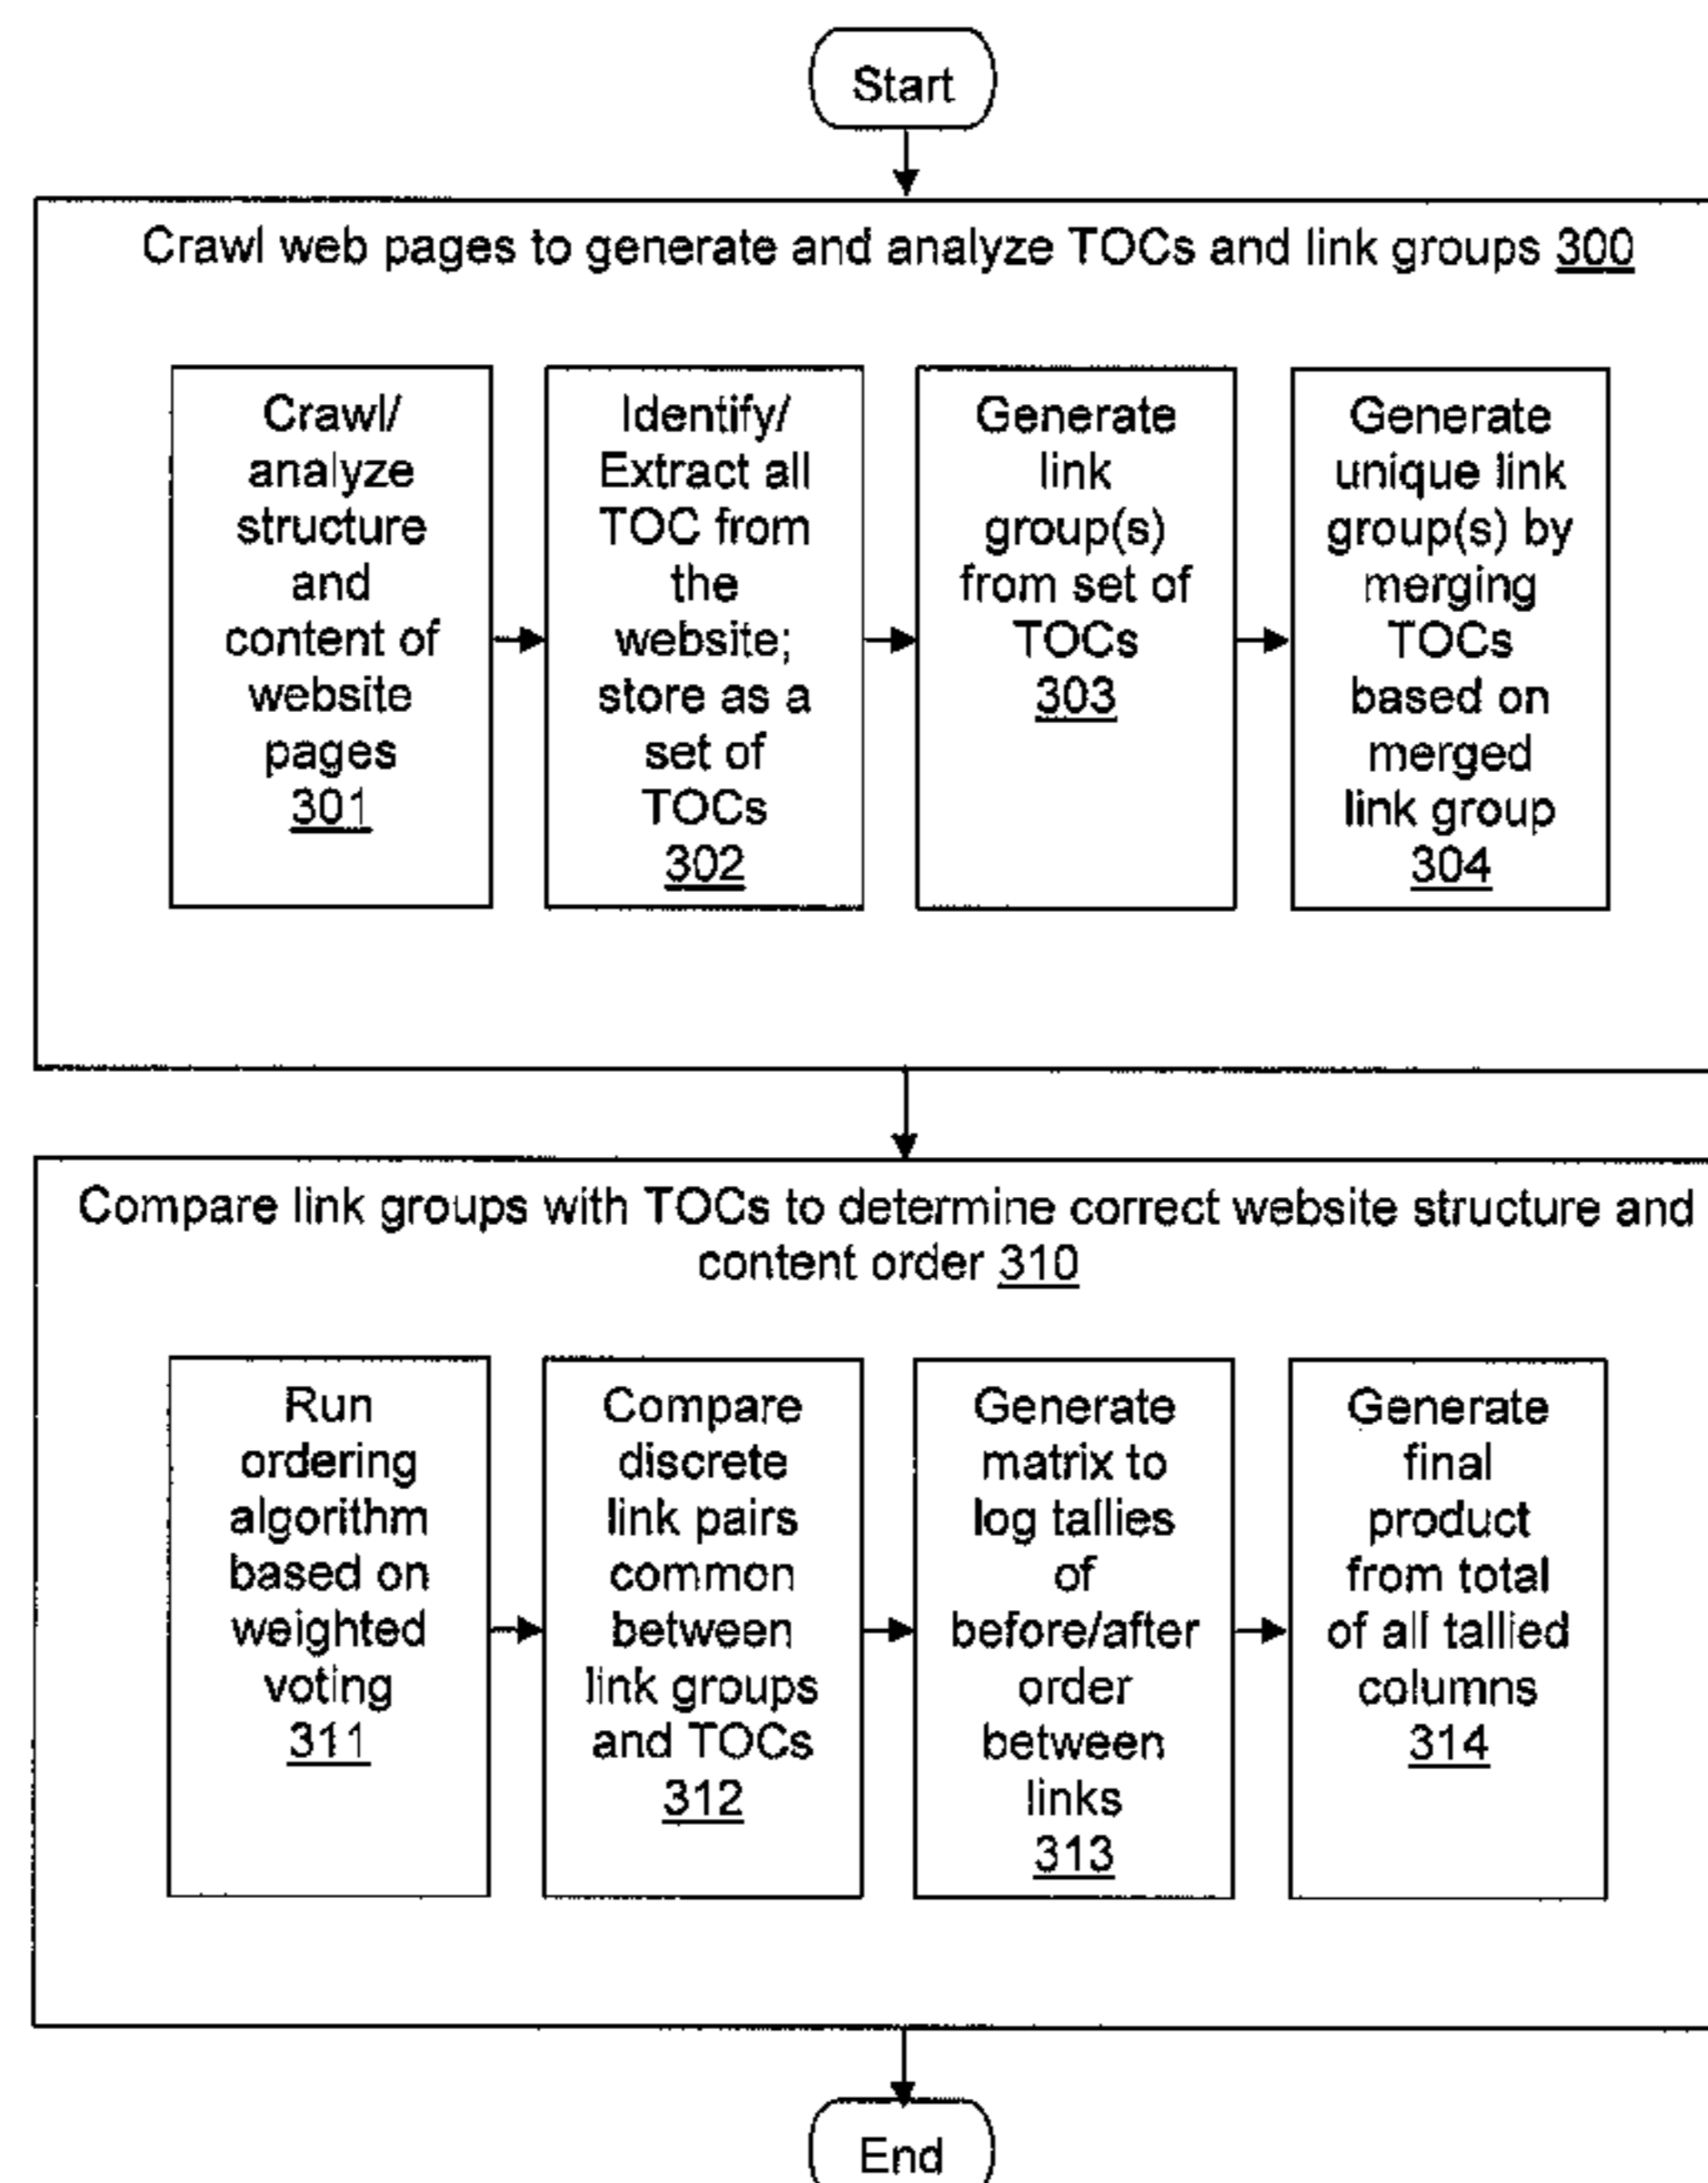 Start
Crawl web pages to generate and analyze TOCs and link groups 300
Crawl/
analyze
structure
and
content of
website
pages
301
Identify/
Extract all
TOC from
the
website;
store as a
set of
TOCs
302
Generate
link
group(s)
from set of
TOCs
303
Generate
unique link
group(s) by
merging
TOCs
based on
merged
link group
304
Compare link groups with TOCs to determine correct website structure and
content order 310
Run
ordering
algorithm
based on
weighted
voting
311
Compare
discrete
link pairs
common
between
link groups
and TOCs
312
Generate
matrix to
log tallies
of
before/after
order
between
links
313
Generate
final
product
from total
of all tallied
columns
314
End